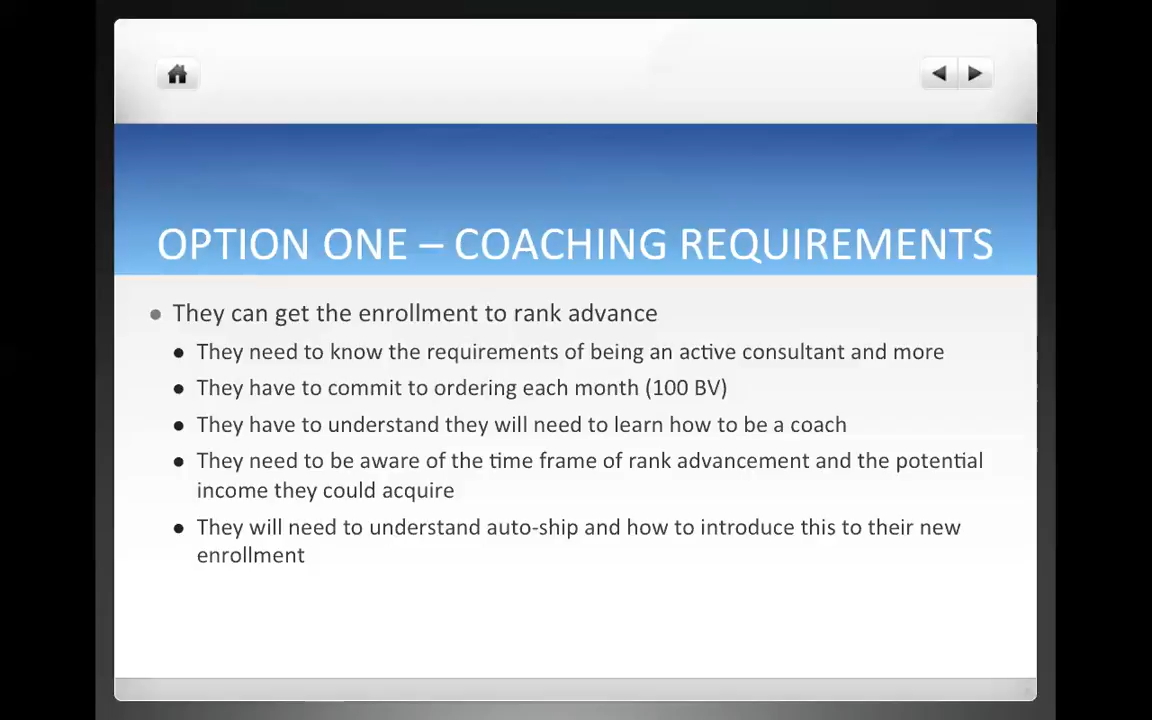 OPTION ONE – COACHING REQUIREMENTS
● They can get the enrollment to rank advance
● They need to know the requirements of being an active consultant and more
● They have to commit to ordering each month (100 BV)
● They have to understand they will need to learn how to be a coach
● They need to be aware of the time frame of rank advancement and the potential
income they could acquire
● They will need to understand auto-ship and how to introduce this to their new
enrollment